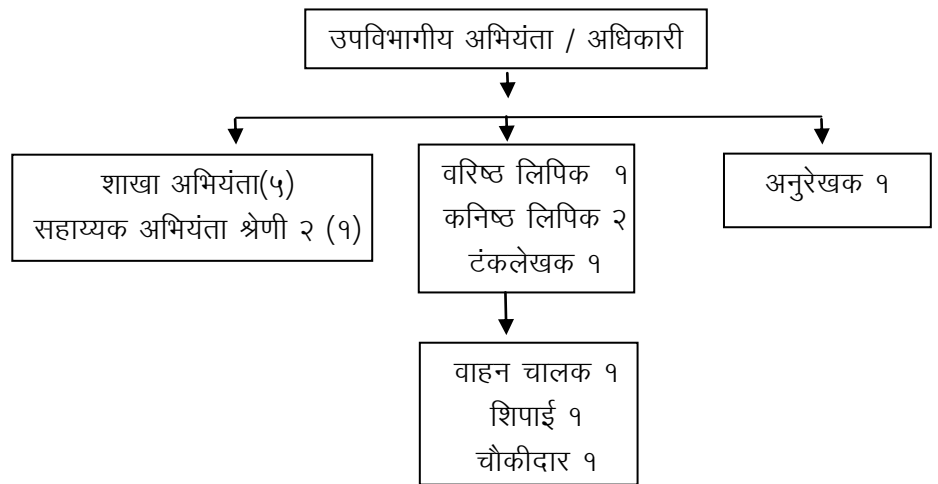 उपविभागीय अभियंता / अधिकारी
शाखा अभियंता(५)
सहाय्यक अभियंता श्रेणी २ (१)
वरिष्ठ लिपिक १
कनिष्ठ लिपिक २
टंकलेखक १
अनुरेखक १
वाहन चालक १
शिपाई १
चौकीदार १